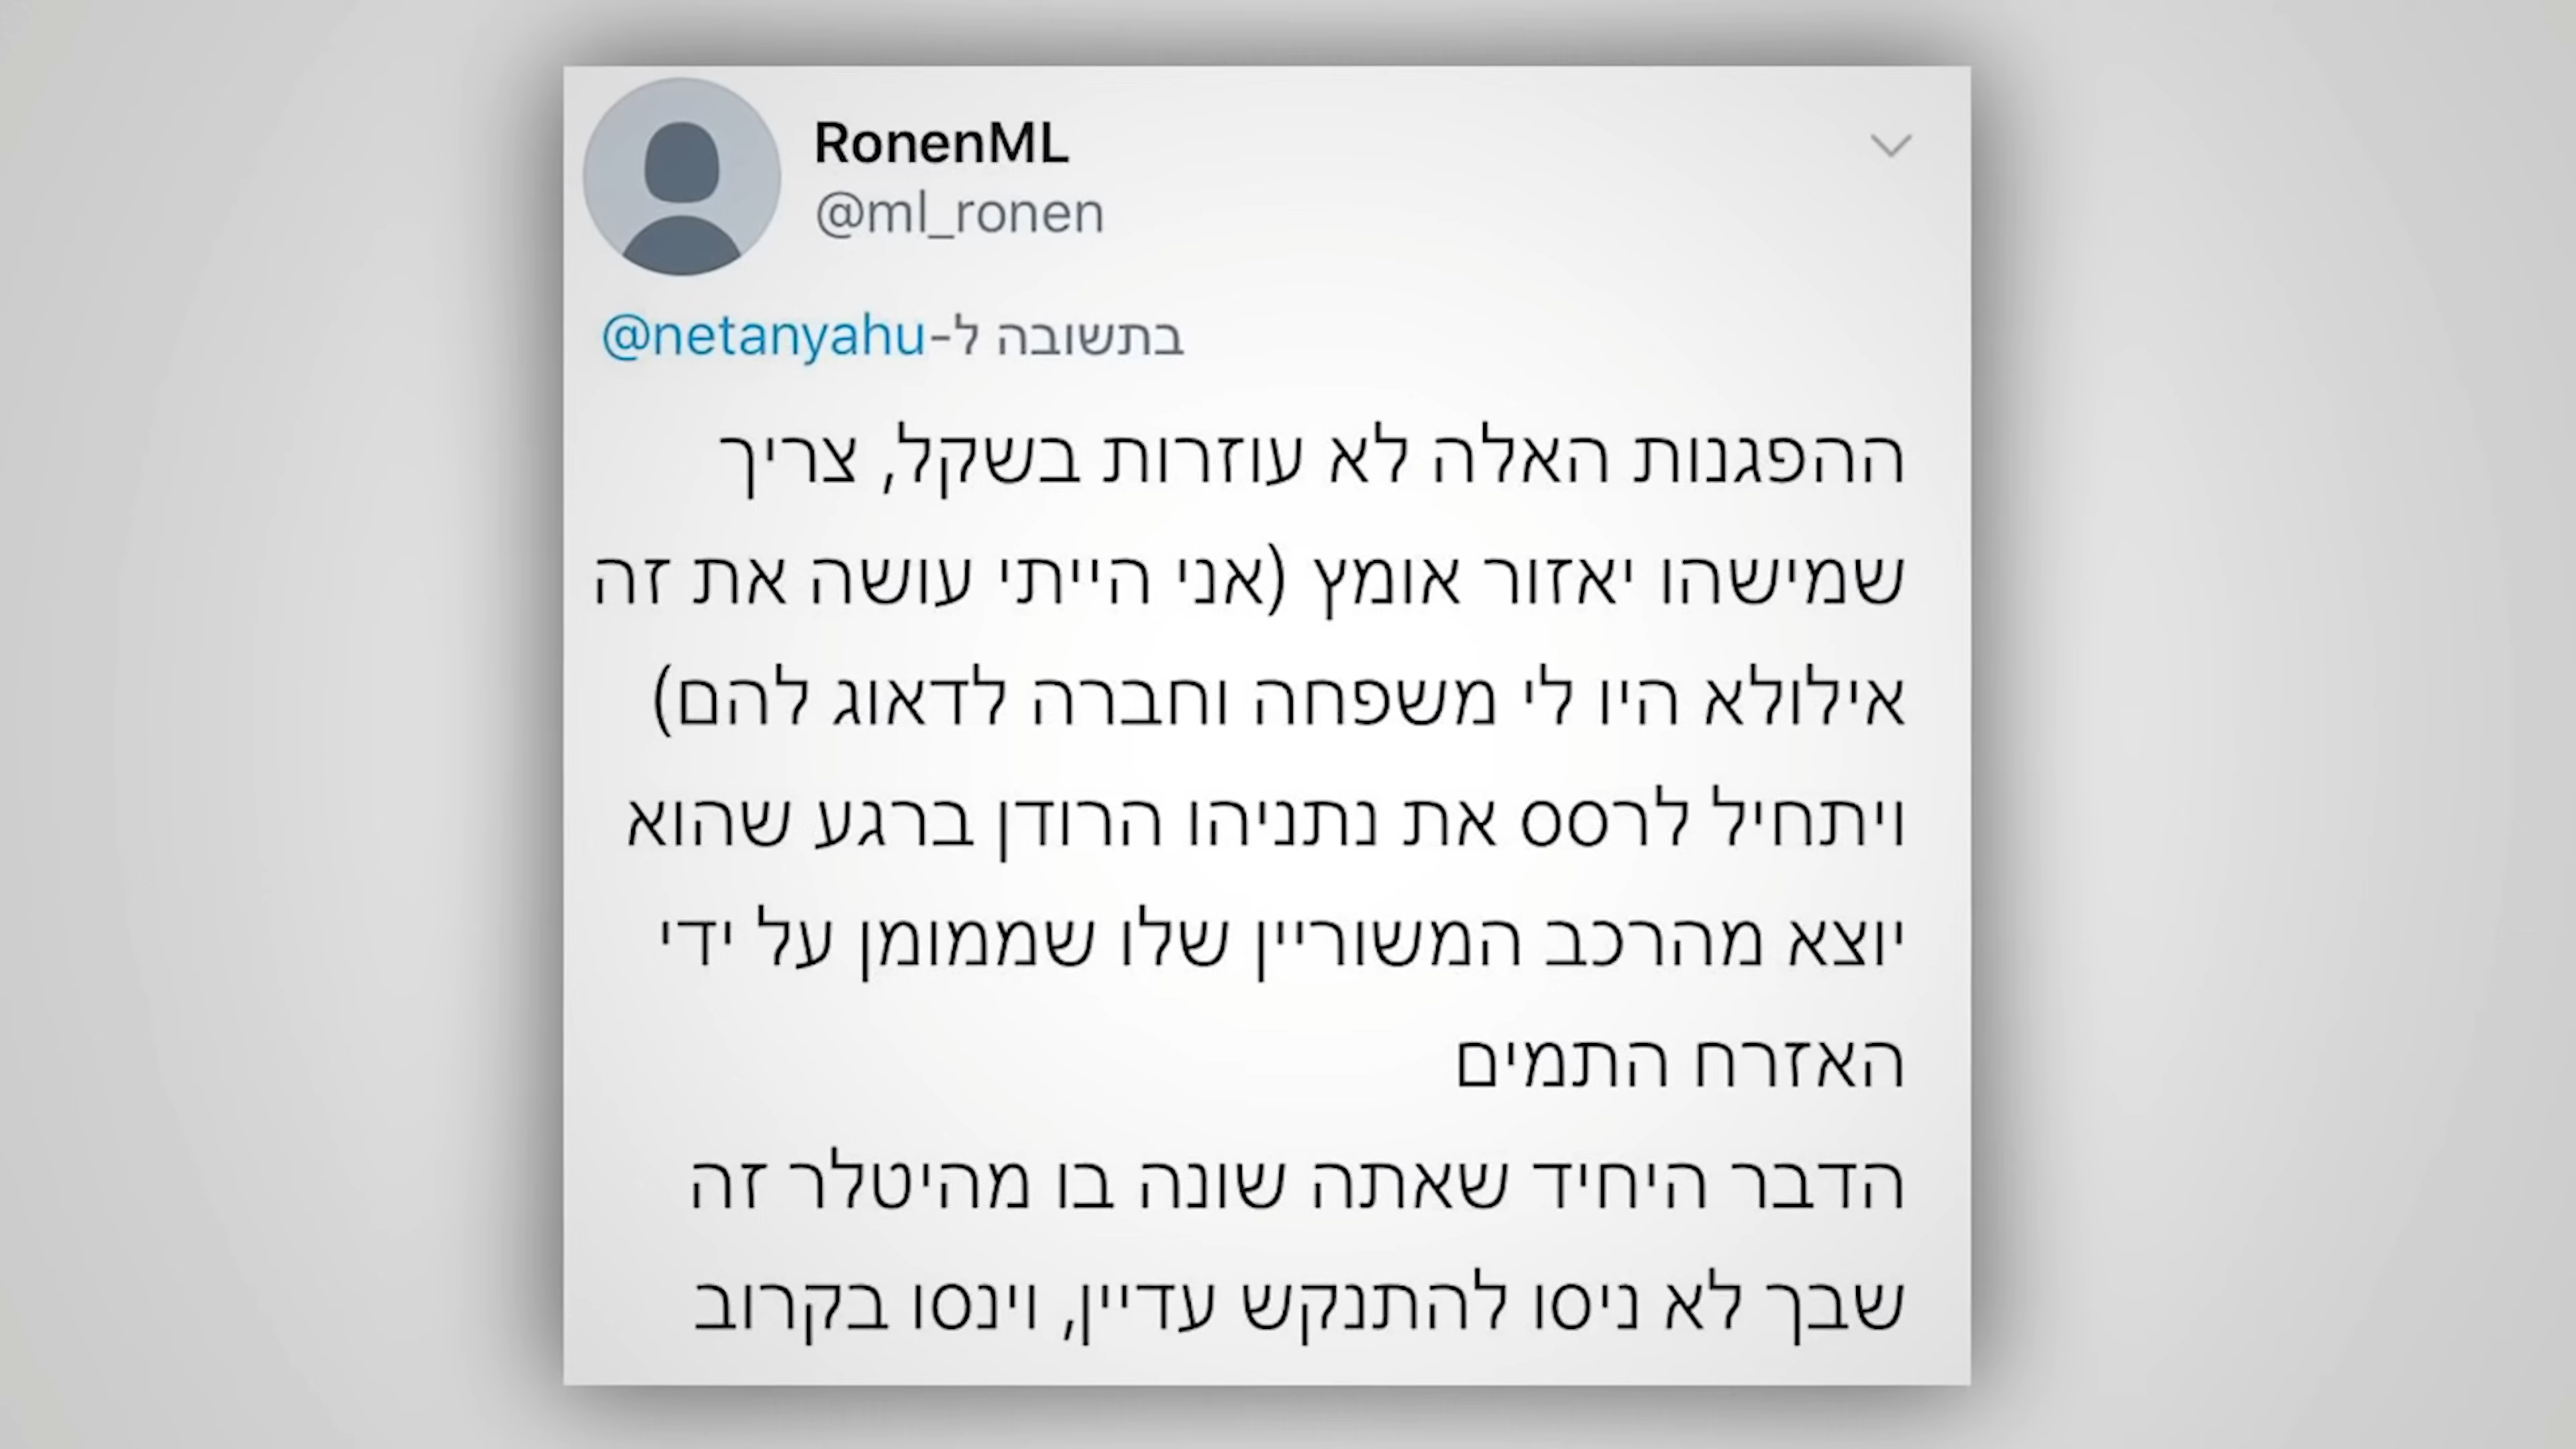 RonenML
@ml_ronen
בתשובה ל-@netanyahu
ההפגנות האלה לא עוזרות בשקל, צריך
שמישהו יאזור אומץ (אני הייתי עושה את זה
אילולא היו לי משפחה וחברה לדאוג להם)
ויתחיל לרסס את נתניהו הרודן ברגע שהוא
יוצא מהרכב המשוריין שלו שממומן על ידי
האזרח התמים
הדבר היחיד שאתה שונה בו מהיטלר זה
שבך לא ניסו להתנקש עדיין, וינסו בקרוב